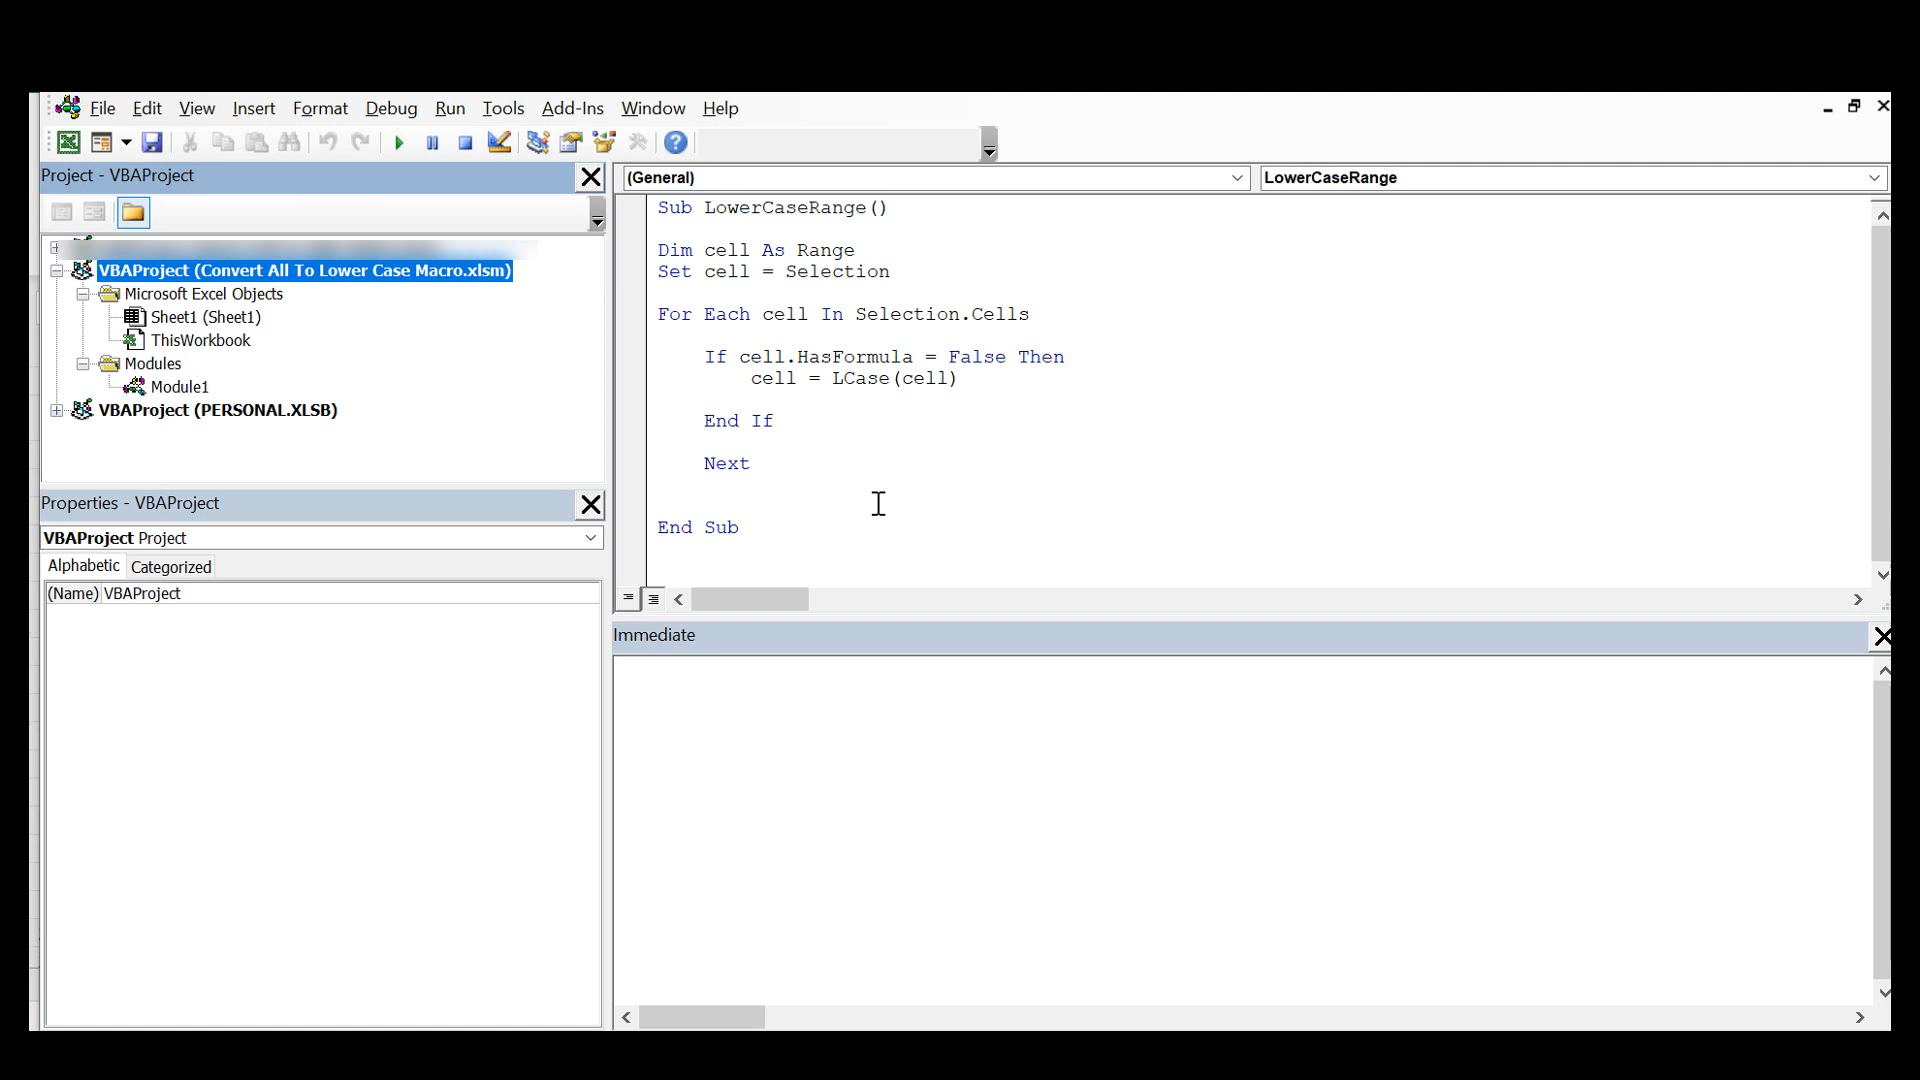 File Edit View Insert Format Debug Run Tools Add-Ins Window Help
Project - VBAProject
VBAProject (Convert All To Lower Case Macro.xlsm)
Microsoft Excel Objects
Sheet1 (Sheet1)
ThisWorkbook
Modules
Module1
VBAProject (PERSONAL.XLSB)
Properties - VBAProject
VBAProject Project
Alphabetic Categorized
(Name) VBAProject
(General) LowerCaseRange
Sub LowerCaseRange()
Dim cell As Range
Set cell = Selection
For Each cell In Selection.Cells
If cell.HasFormula = False Then
cell = LCase(cell)
End If
Next
End Sub
Immediate